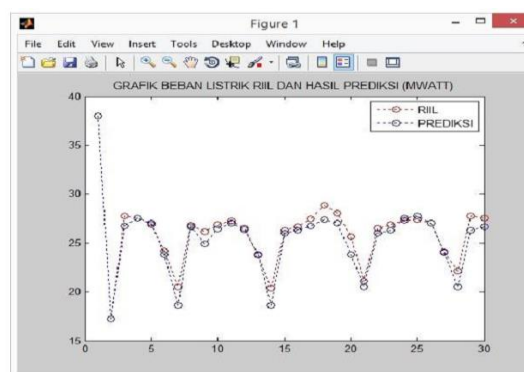 Figure 1
File Edit View Insert Tools Desktop Window Help
GRAFIK BEBAN LISTRIK RIIL DAN HASIL PREDIKSI (MWATT)
40
35
30
25
20
15
0 5 10 15 20 25 30
RIIL
PREDIKSI